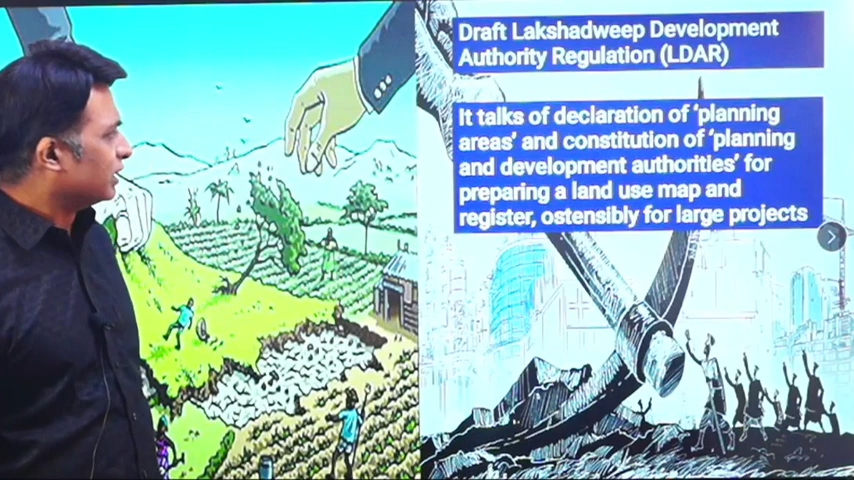 Draft Lakshadweep Development
Authority Regulation (LDAR)
It talks of declaration of ‘planning
areas’ and constitution of ‘planning
and development authorities’ for
preparing a land use map and
register, ostensibly for large projects